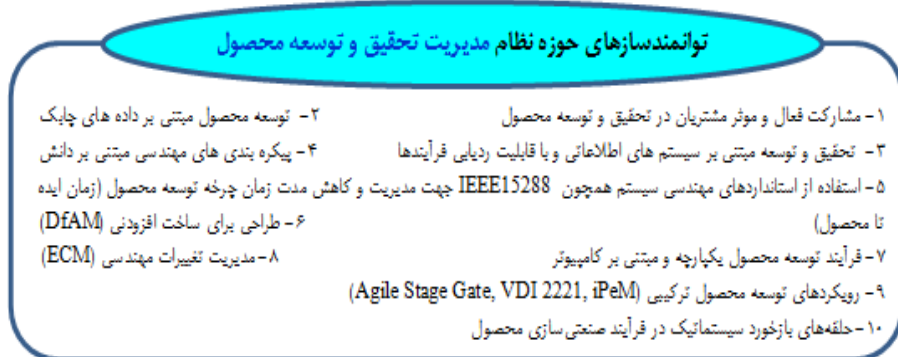 توانمندسازهای حوزه نظام مدیریت تحقیق و توسعه محصول
۱- مشارکت فعال و موثر مشتریان در تحقیق و توسعه محصول ۲- توسعه محصول مبتنی بر داده های چابک
۳- تحقیق و توسعه مبتنی بر سیستم های اطلاعاتی و با قابلیت ردیابی فرآیندها ۴- پیکره بندی های مهندسی مبتنی بر دانش
۵- استفاده از استانداردهای مهندسی سیستم همچون IEEE15288 جهت مدیریت و کاهش مدت زمان چرخه توسعه محصول (زمان ایده
تا محصول) ۶- طراحی برای ساخت افزودنی (DfAM)
۷- فرآیند توسعه محصول یکپارچه و مبتنی بر کامپیوتر ۸- مدیریت تغییرات مهندسی (ECM)
۹- رویکردهای توسعه محصول ترکیبی (Agile Stage Gate, VDI 2221, iPeM)
۱۰- حلقه‌های بازخورد سیستماتیک در فرآیند صنعتی سازی محصول